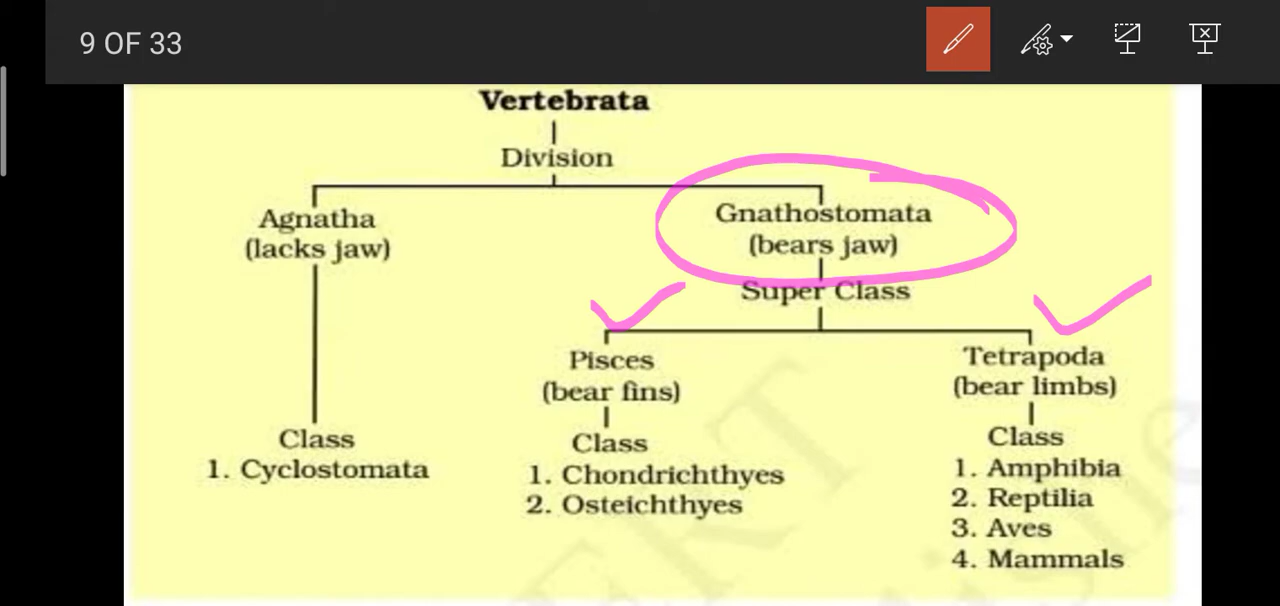 9 OF 33
Vertebrata
Division
Agnatha
(lacks jaw)
Gnathostomata
(bears jaw)
Super Class
Pisces
(bear fins)
Tetrapoda
(bear limbs)
Class
1. Cyclostomata
Class
1. Chondrichthyes
2. Osteichthyes
Class
1. Amphibia
2. Reptilia
3. Aves
4. Mammals